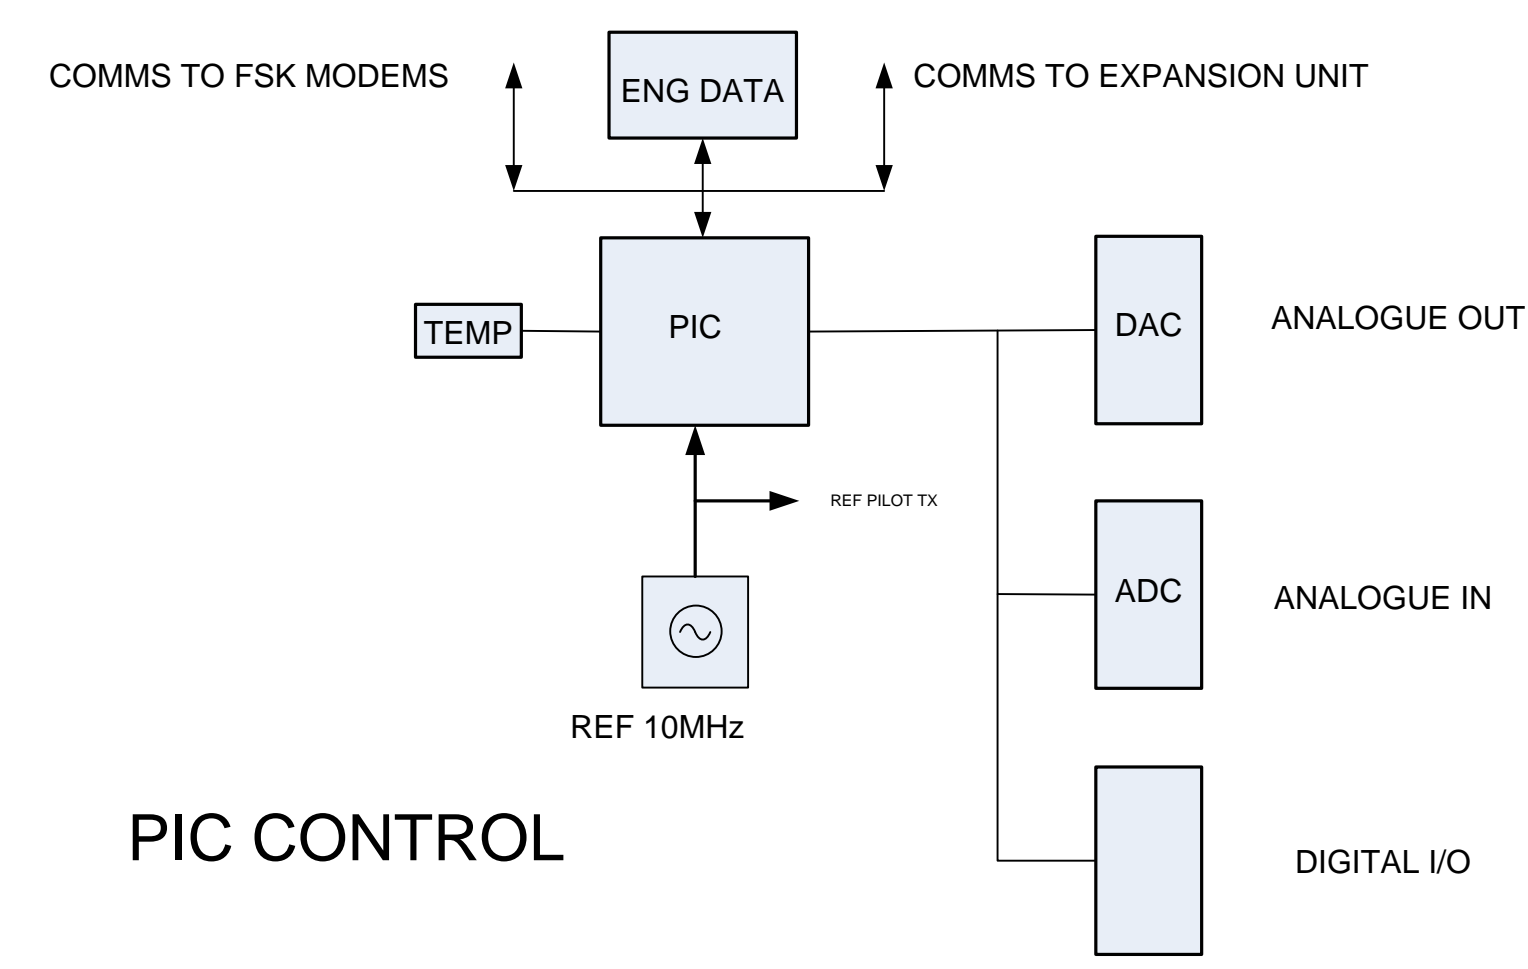 COMMS TO FSK MODEMS
ENG DATA
COMMS TO EXPANSION UNIT
TEMP
PIC
DAC
ANALOGUE OUT
REF PILOT TX
ADC
ANALOGUE IN
REF 10MHz
PIC CONTROL
DIGITAL I/O